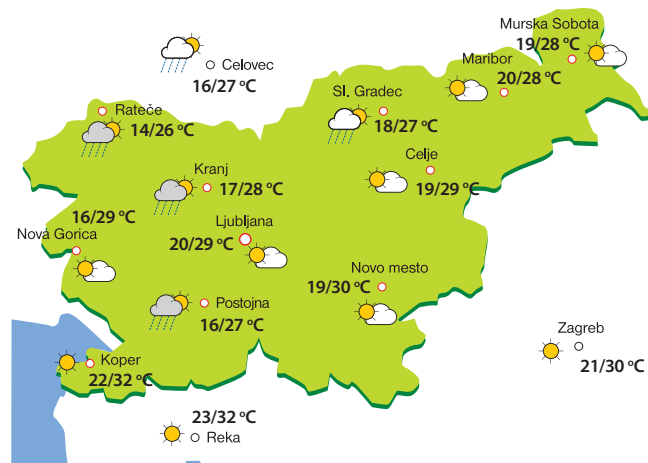 Murska Sobota
19/28 °C
Celovec
16/27 °C
Maribor
20/28 °C
Sl. Gradec
18/27 °C
Rateče
14/26 °C
Celje
19/29 °C
Kranj
17/28 °C
16/29 °C
Nova Gorica
Ljubljana
20/29 °C
Novo mesto
19/30 °C
Postojna
16/27 °C
Zagreb
21/30 °C
Koper
22/32 °C
23/32 °C
Reka